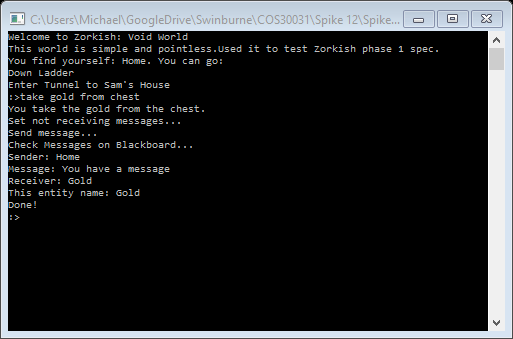 C:\Users\Michael\GoogleDrive\Swinburne\COS30031\Spike 12\Spike...
Welcome to Zorkish: Void World
This world is simple and pointless.Used it to test Zorkish phase 1 spec.
You find yourself: Home. You can go:
Down Ladder
Enter Tunnel to Sam's House
:>take gold from chest
You take the gold from the chest.
Set not receiving messages...
Send message...
Check Messages on Blackboard...
Sender: Home
Message: You have a message
Receiver: Gold
This entity name: Gold
Done!
:>